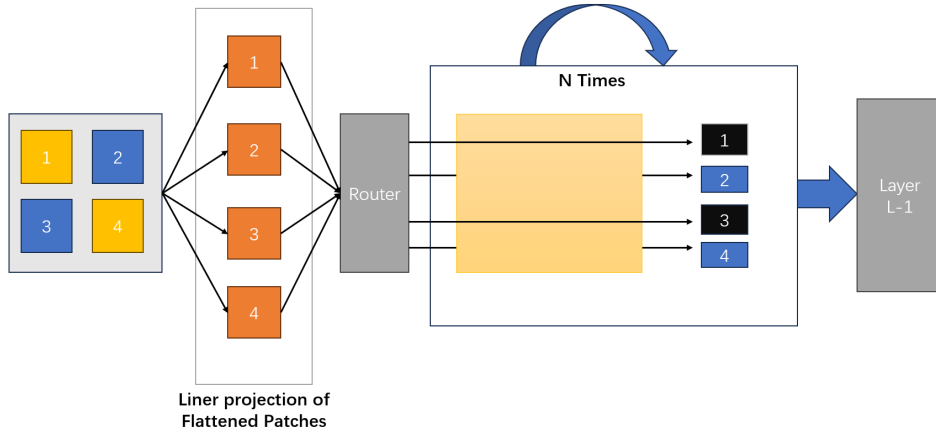 1
2
3
4
1
2
3
4
Liner projection of
Flattened Patches
Router
N Times
1
2
3
4
Layer
L-1